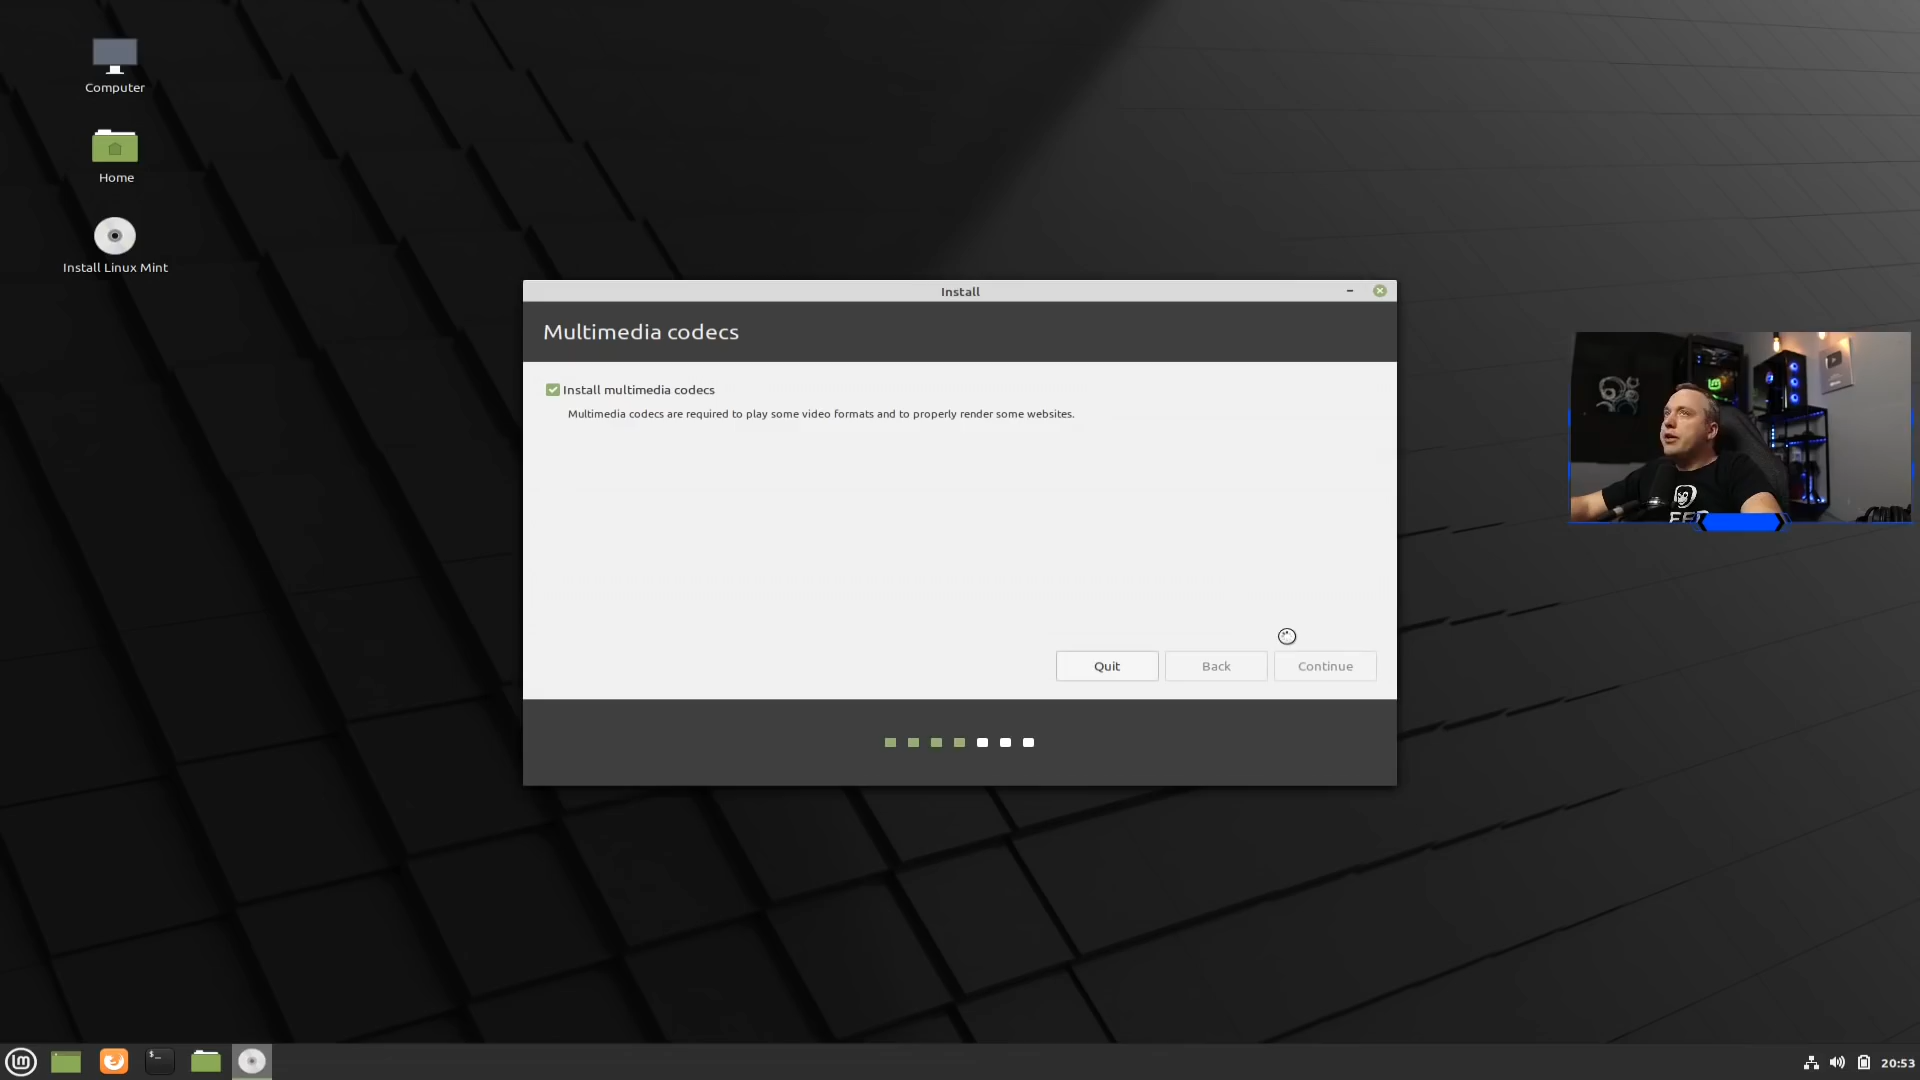 Computer
Home
Install Linux Mint
Install
Multimedia codecs
Install multimedia codecs
Multimedia codecs are required to play some video formats and to properly render some websites.
Quit
Back
Continue
$_
20:53